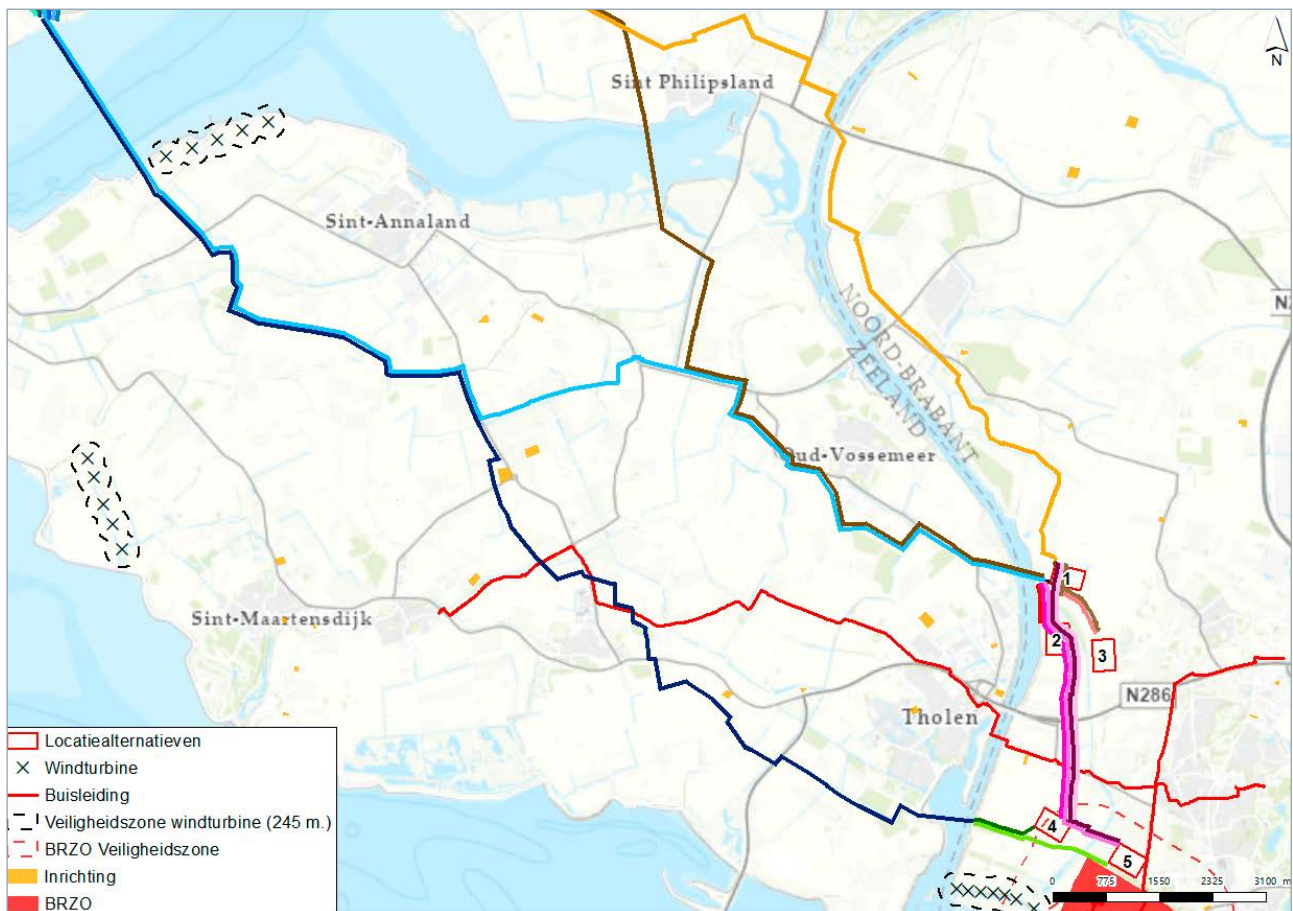 N
Sint Philipsland
Sint-Annaland
NOORD-BRABANT
ZEELAND
Oud-Vossemeer
1
2
3
Sint-Maartensdijk
N286
Tholen
4
5
Locatiealternatieven
Windturbine
Buisleiding
Veiligheidszone windturbine (245 m.)
BRZO Veiligheidszone
Inrichting
BRZO
0 775 1550 2325 3100 m